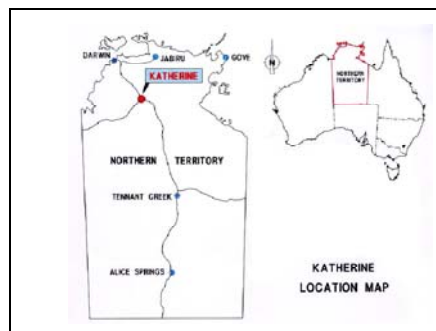 DARWIN
JABIRU
GOVE
KATHERINE
N
NORTHERN
TERRITORY
NORTHERN TERRITORY
TENNANT CREEK
ALICE SPRINGS
KATHERINE
LOCATION MAP